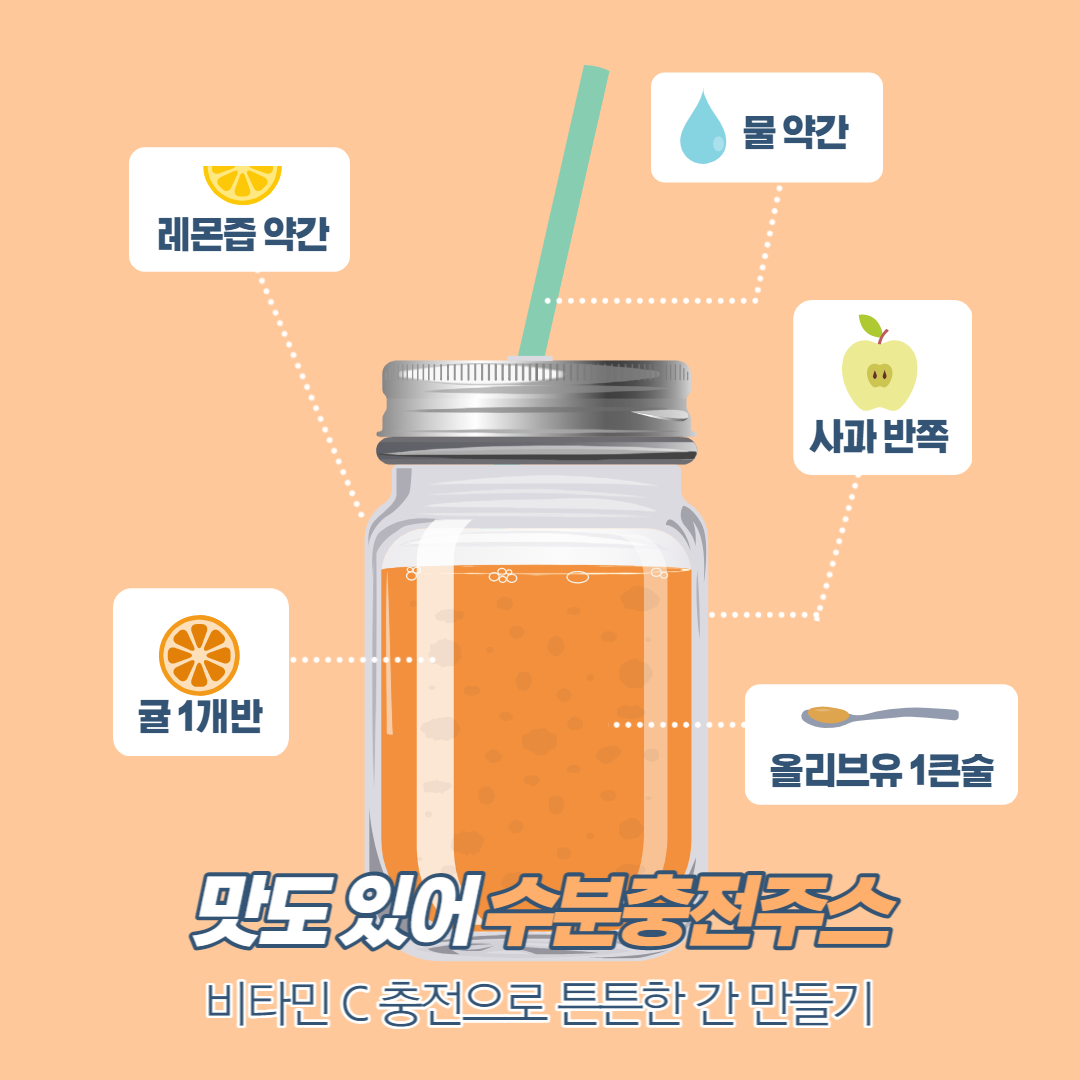 물 약간
레몬즙 약간
사과 반쪽
귤 1개반
올리브유 1큰술
맛도 있어 수분충전주스
비타민 C 충전으로 튼튼한 간 만들기